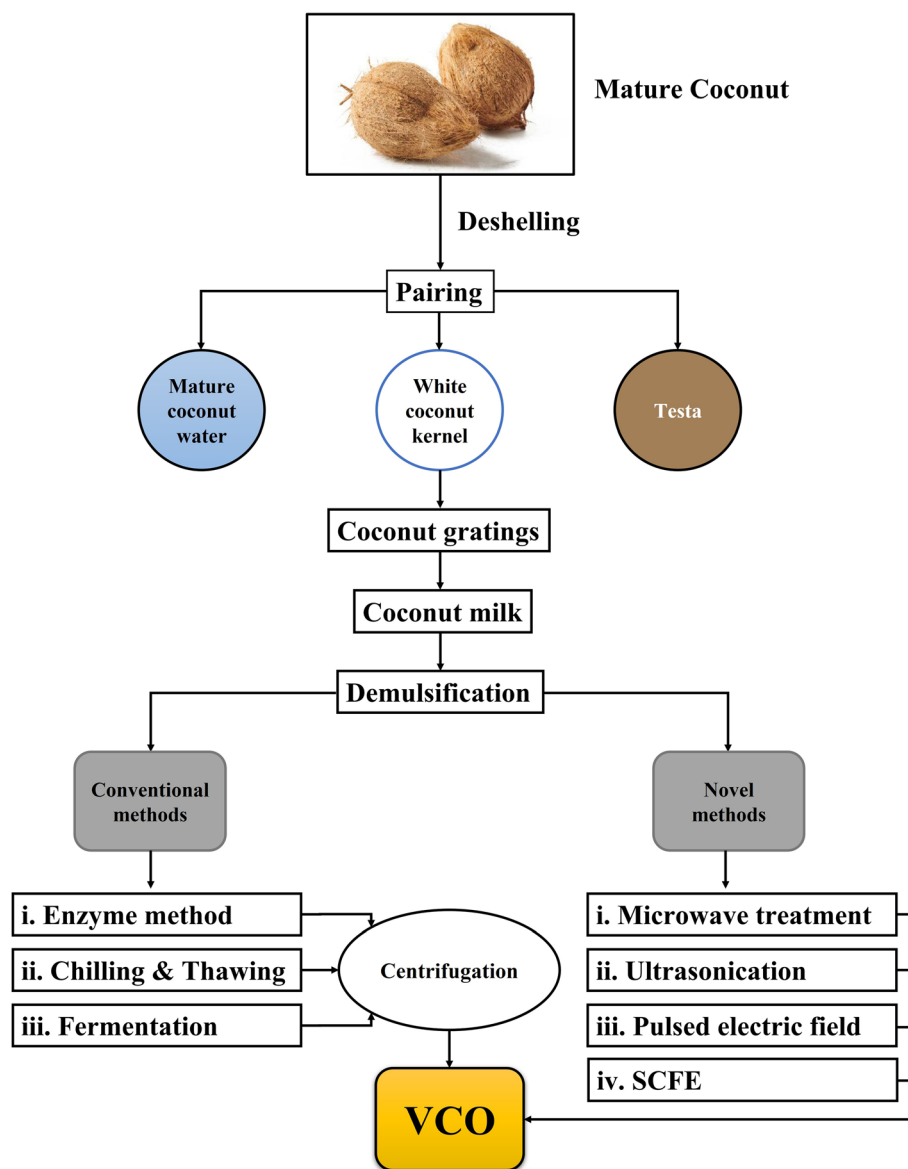 Mature Coconut
Deshelling
Pairing
Mature
coconut
water
White
coconut
kernel
Testa
Coconut gratings
Coconut milk
Demulsification
Conventional
methods
Novel
methods
i. Enzyme method
ii. Chilling & Thawing
iii. Fermentation
Centrifugation
i. Microwave treatment
ii. Ultrasonication
iii. Pulsed electric field
iv. SCFE
VCO